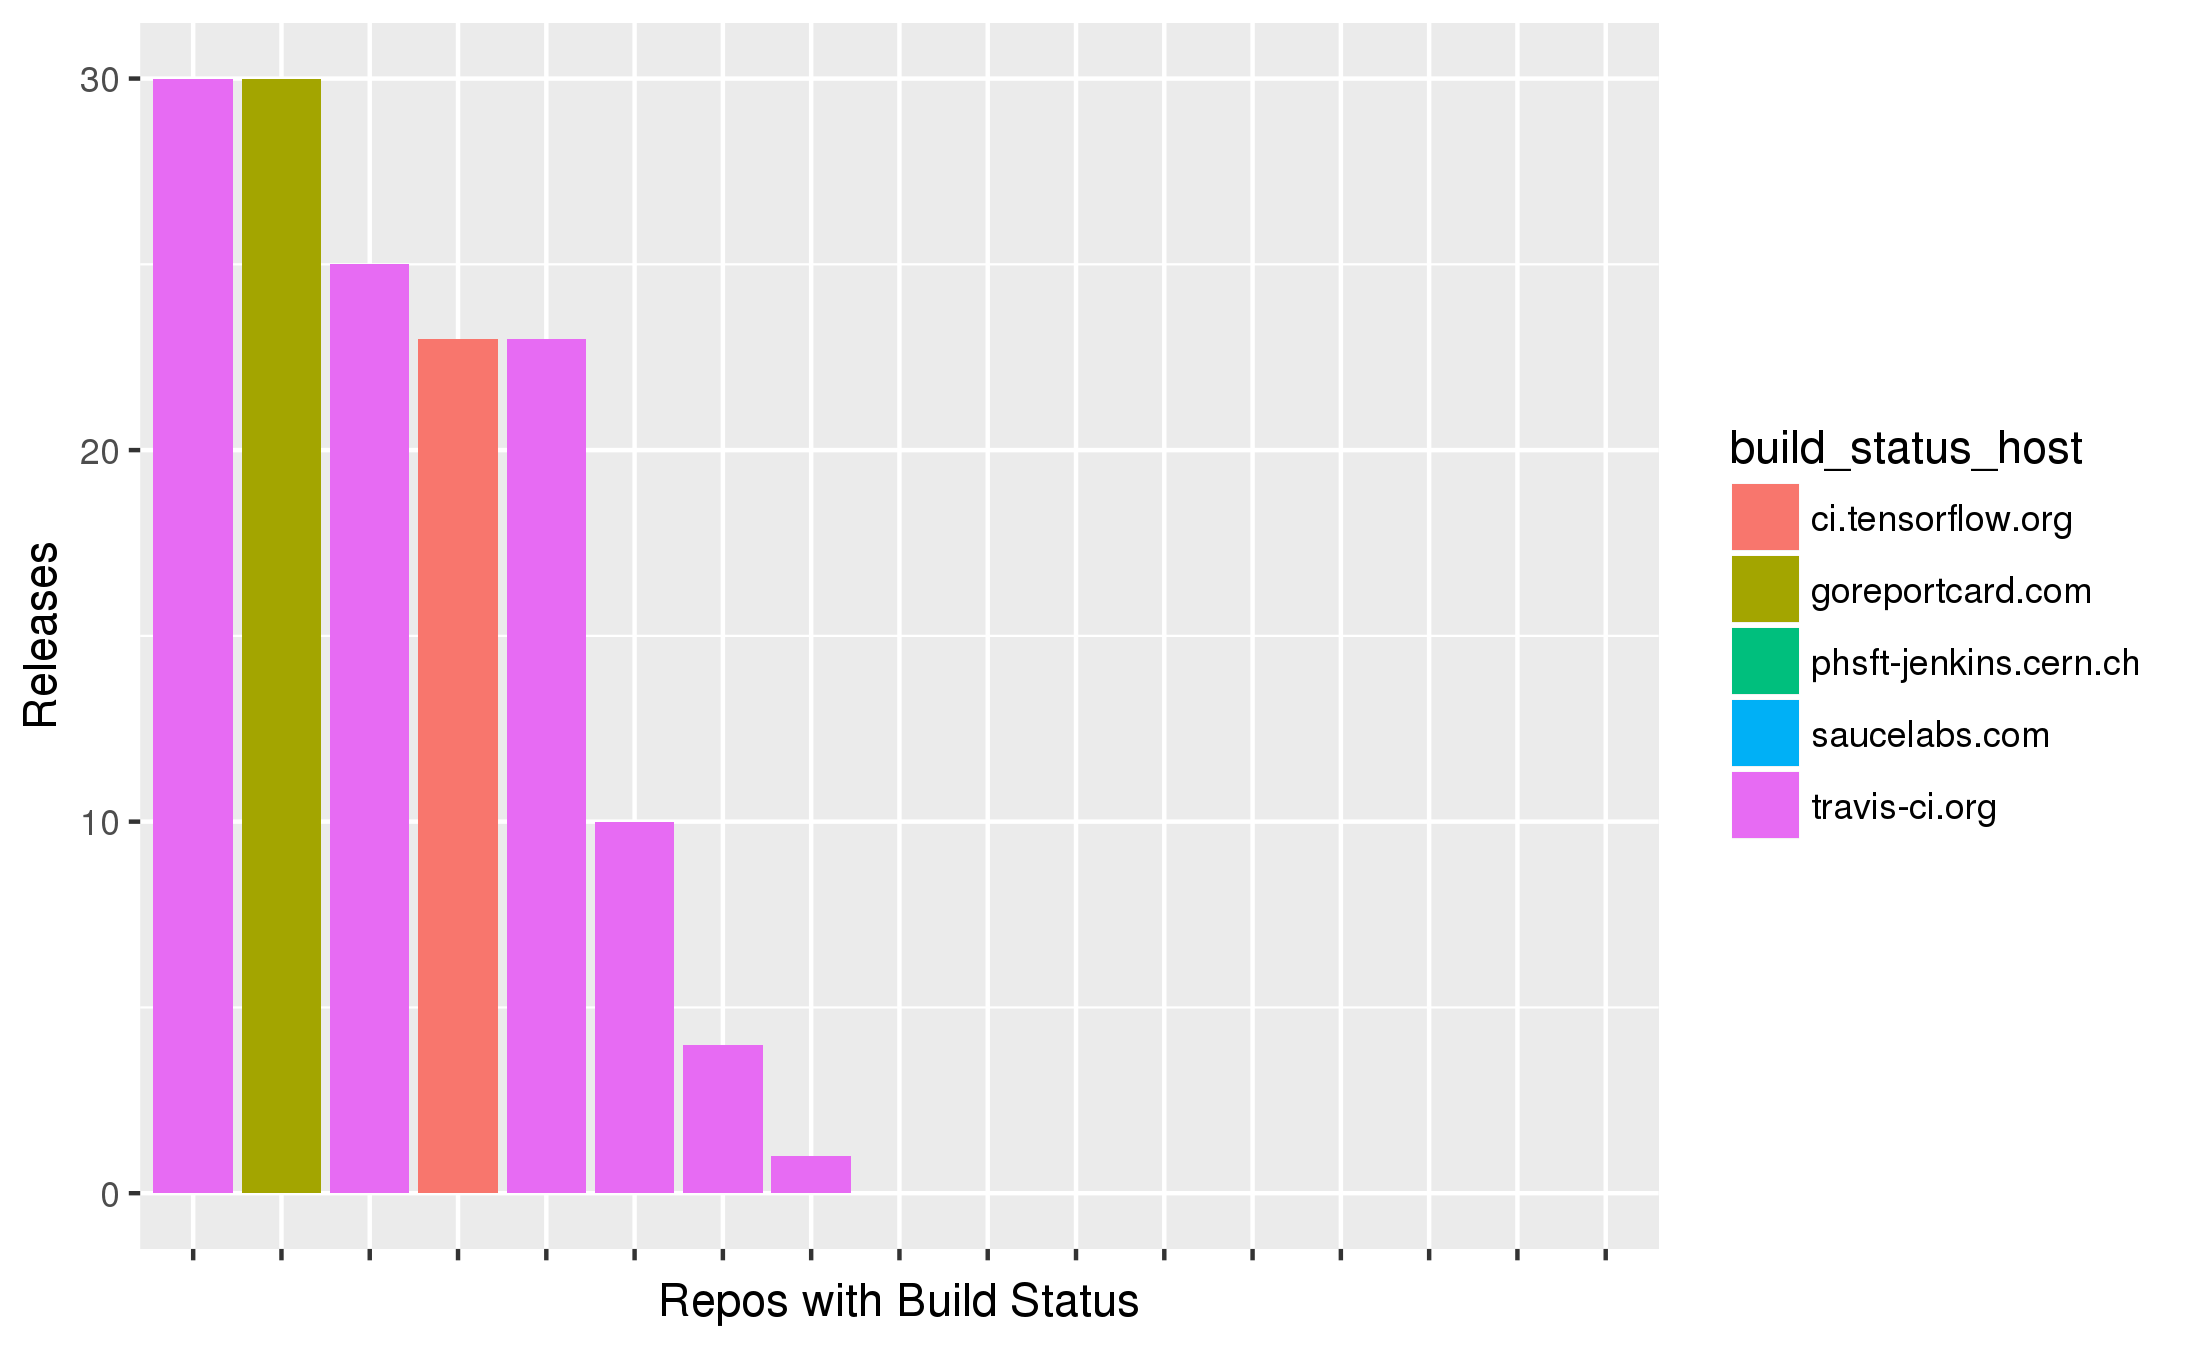 30
20
10
0
Releases
Repos with Build Status
build_status_host
ci.tensorflow.org
goreportcard.com
phsft-jenkins.cern.ch
saucelabs.com
travis-ci.org